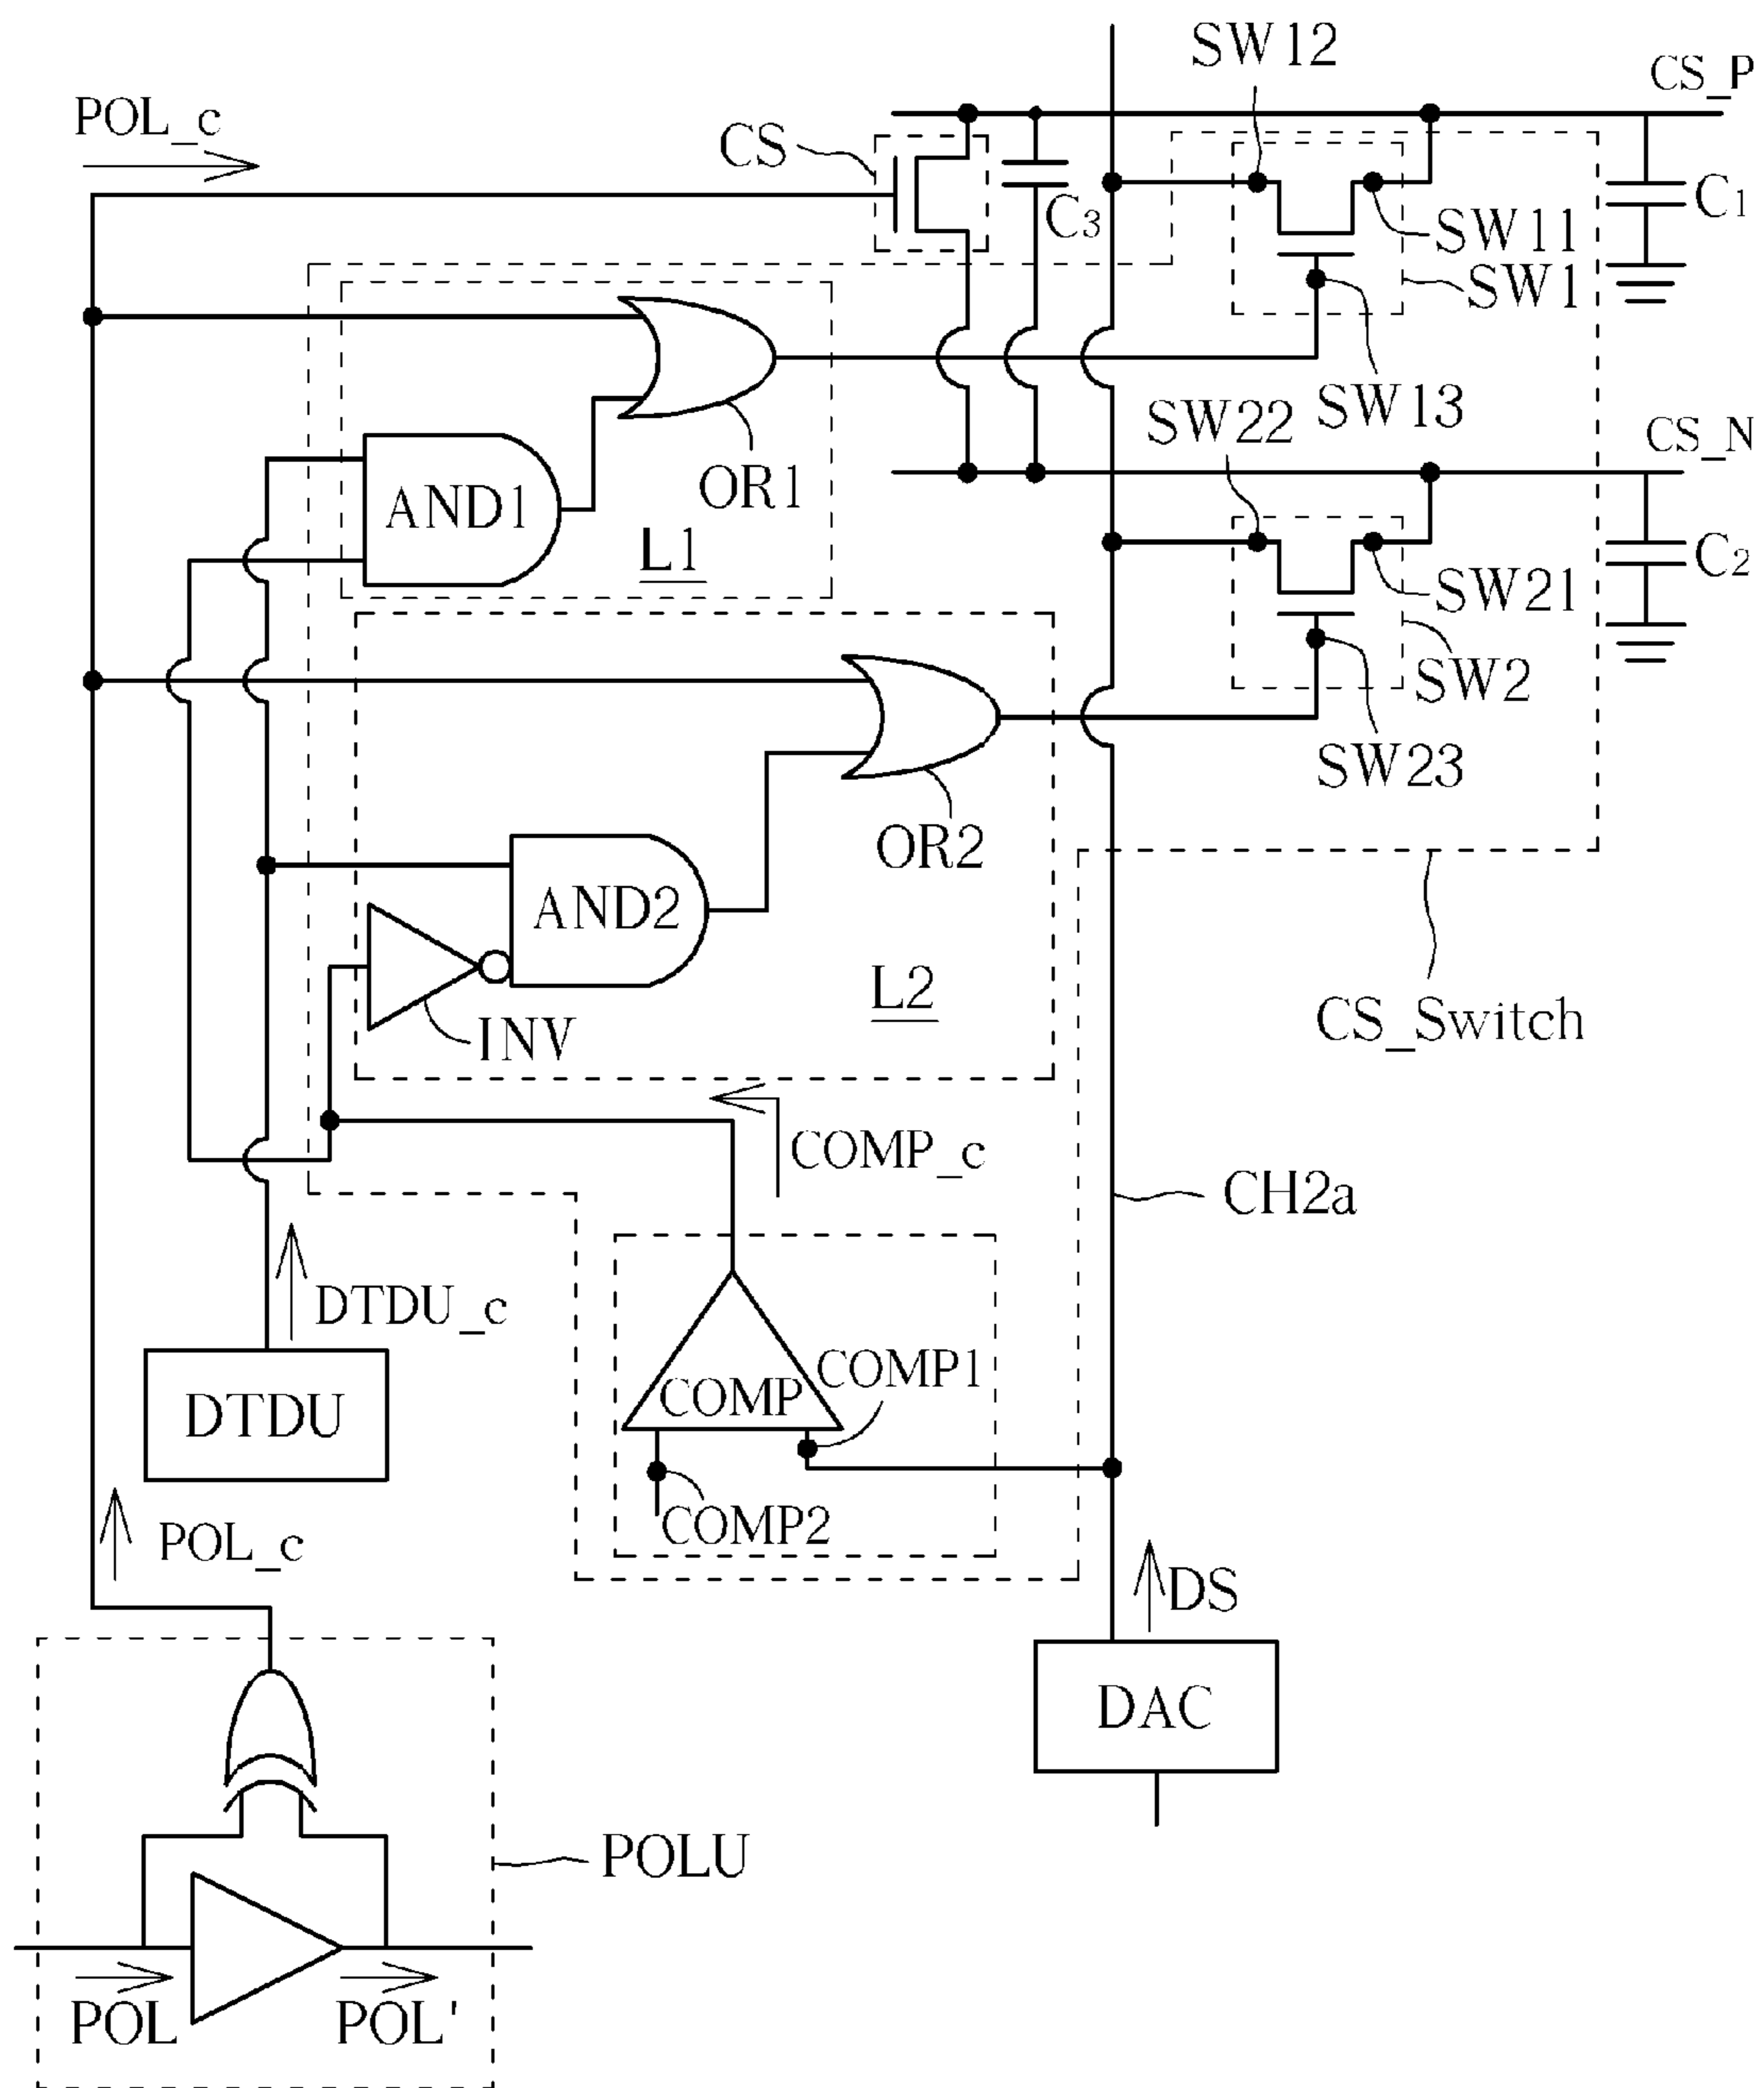 SW12
CS_P
POL_c
CS
C3
C1
SW11
SW1
SW13
SW22
CS_N
OR1
AND1
L1
C2
SW21
SW2
SW23
OR2
AND2
L2
INV
CS_Switch
COMP_c
CH2a
DTDU_c
COMP1
COMP
DTDU
COMP2
POL_c
DS
DAC
POLU
POL
POL'